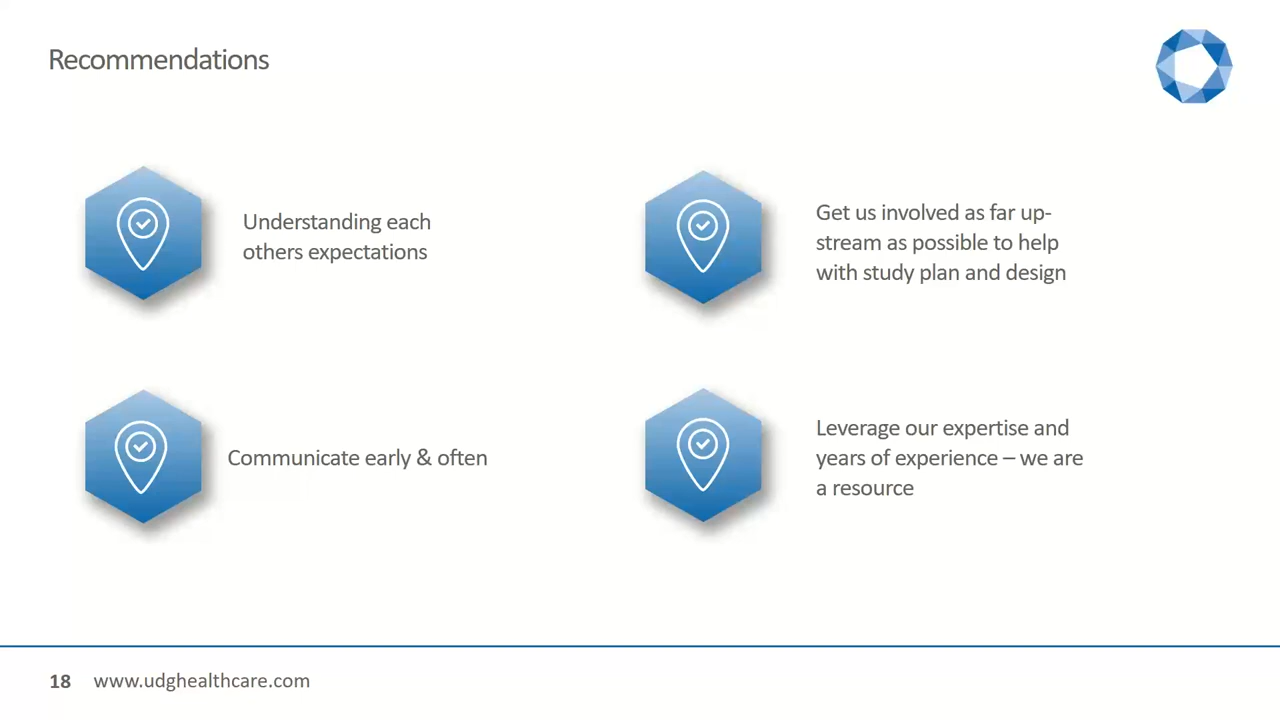 Recommendations
Understanding each
others expectations
Get us involved as far up-
stream as possible to help
with study plan and design
Communicate early & often
Leverage our expertise and
years of experience – we are
a resource
18 www.udghealthcare.com